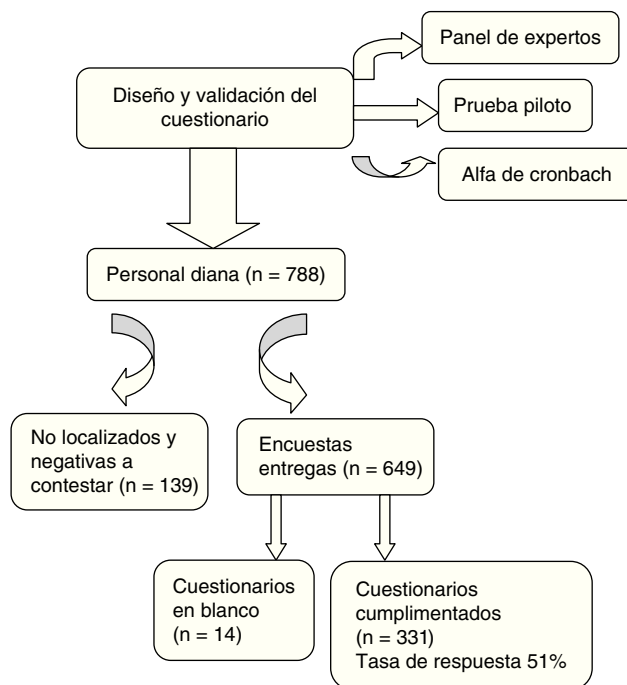 Panel de expertos
Diseño y validación del
cuestionario
Prueba piloto
Alfa de cronbach
Personal diana (n = 788)
No localizados y
negativas a
contestar (n = 139)
Encuestas
entregas (n = 649)
Cuestionarios
en blanco
(n = 14)
Cuestionarios
cumplimentados
(n = 331)
Tasa de respuesta 51%